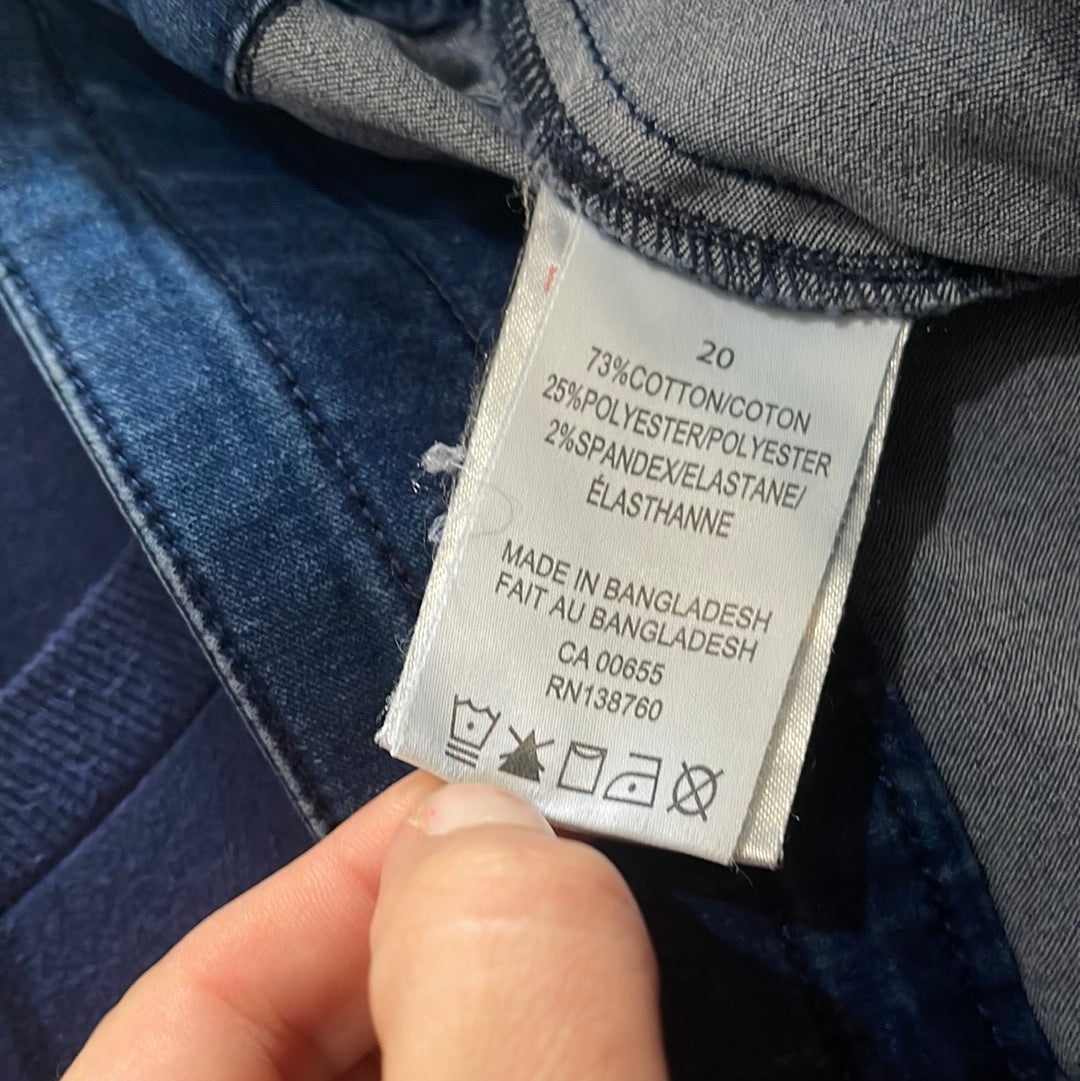 20
73%COTTON/COTON
25%POLYESTER/POLYESTER
2%SPANDEX/ELASTANE/
ÉLASTHANNE
MADE IN BANGLADESH
FAIT AU BANGLADESH
CA 00655
RN138760